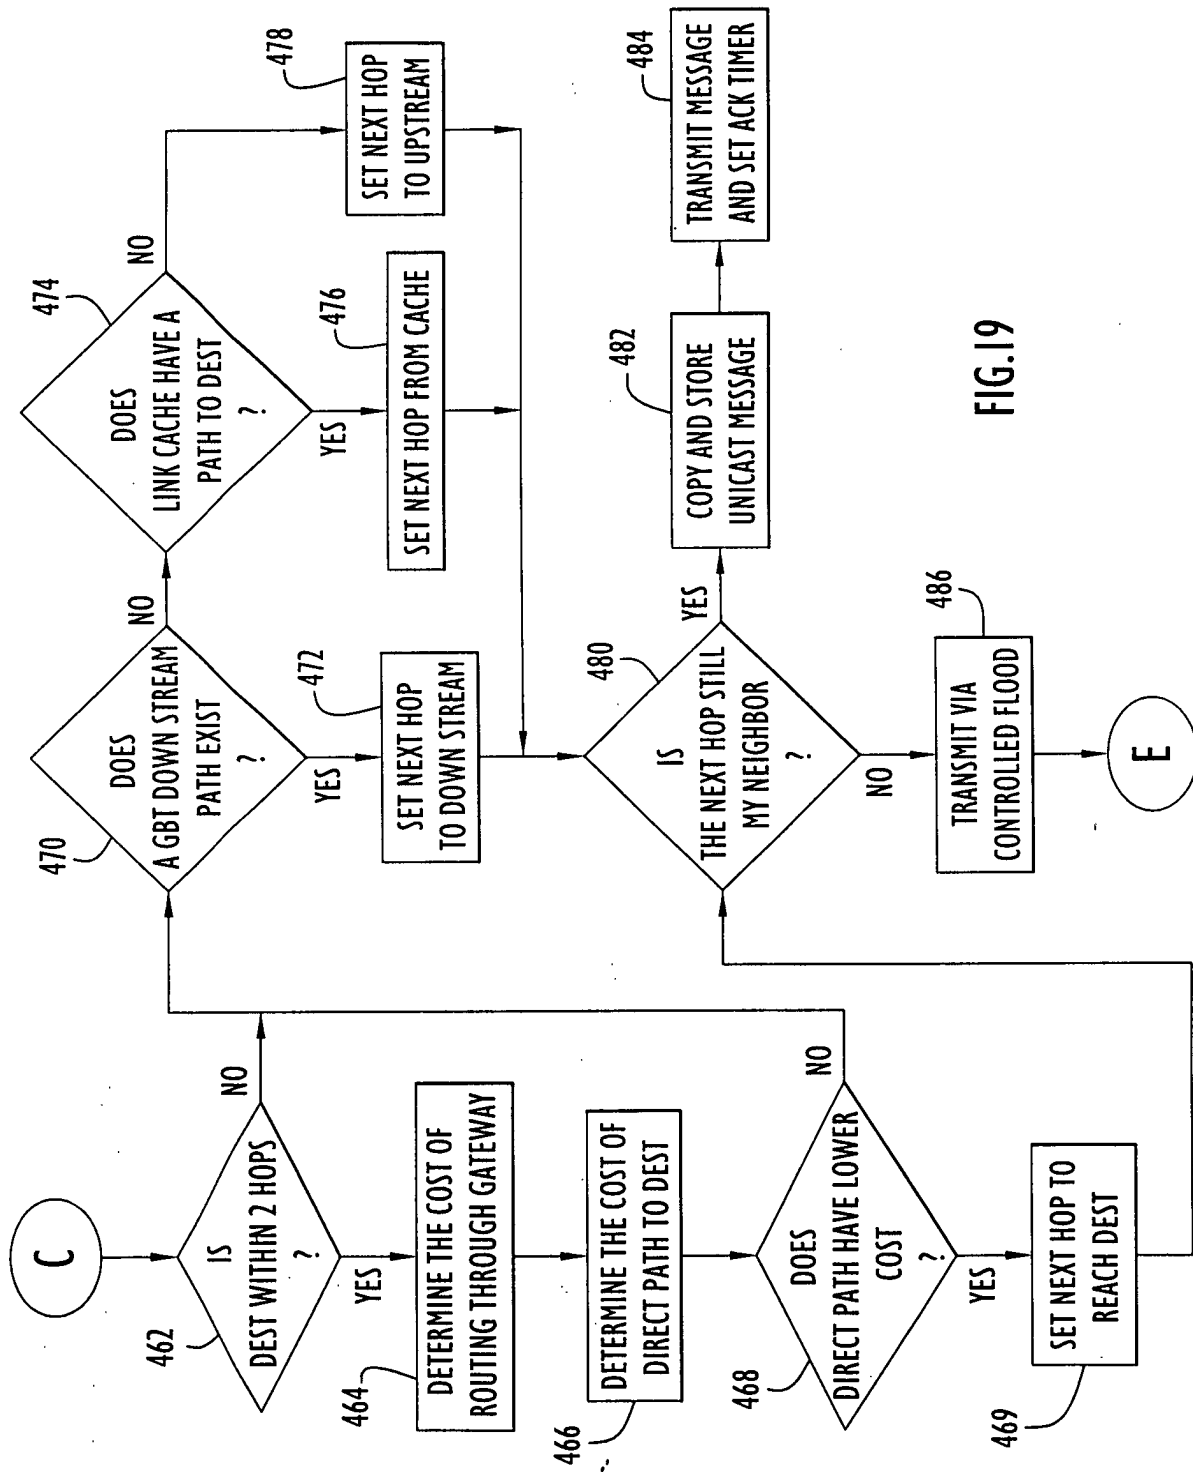 C
462
IS
DEST WITHIN 2 HOPS
?
NO
YES
464
DETERMINE THE COST OF
ROUTING THROUGH GATEWAY
466
DETERMINE THE COST OF
DIRECT PATH TO DEST
468
DOES
DIRECT PATH HAVE LOWER
COST
?
NO
YES
469
SET NEXT HOP TO
REACH DEST
470
DOES
A GBT DOWN STREAM
PATH EXIST
?
NO
YES
472
SET NEXT HOP
TO DOWN STREAM
474
DOES
LINK CACHE HAVE A
PATH TO DEST
?
NO
YES
476
SET NEXT HOP FROM CACHE
478
SET NEXT HOP
TO UPSTREAM
480
IS
THE NEXT HOP STILL
MY NEIGHBOR
?
YES
NO
482
COPY AND STORE
UNICAST MESSAGE
484
TRANSMIT MESSAGE
AND SET ACK TIMER
486
TRANSMIT VIA
CONTROLLED FLOOD
E
FIG.19